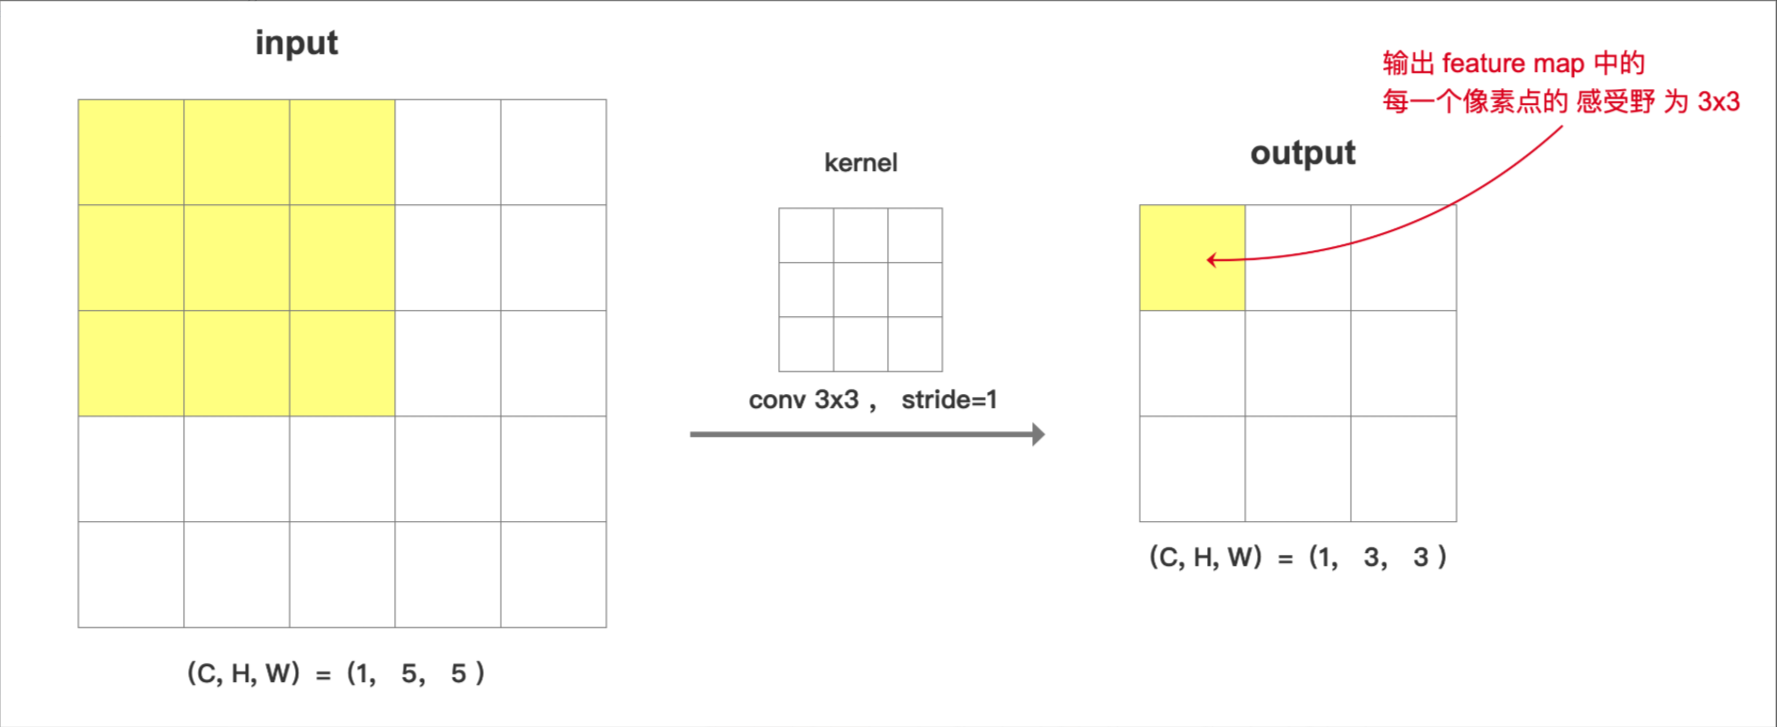 input
(C, H, W) = (1, 5, 5 )
kernel
conv 3x3 , stride=1
输出 feature map 中的
每一个像素点的 感受野 为 3x3
output
(C, H, W) = (1, 3, 3 )